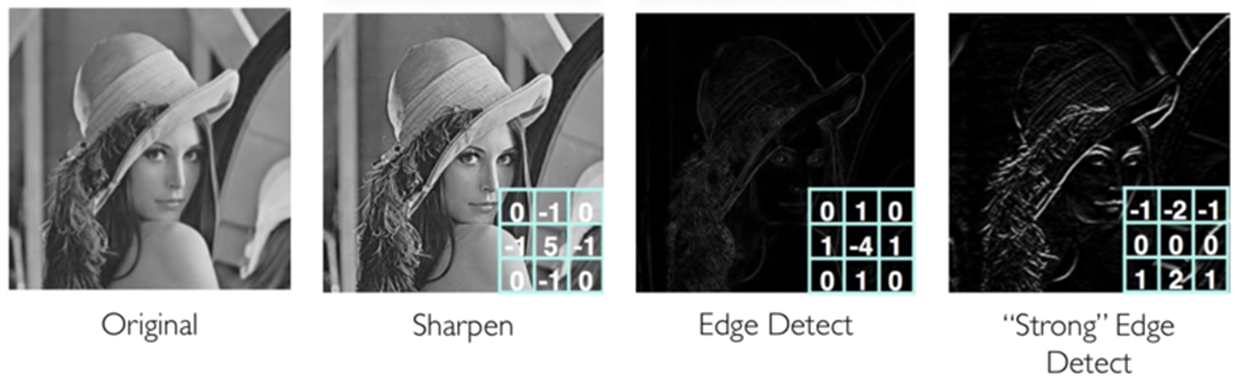 0 -1 0
-1 5 -1
0 -1 0
0 1 0
1 -4 1
0 1 0
-1 -2 -1
0 0 0
1 2 1
Original
Sharpen
Edge Detect
“Strong” Edge
Detect